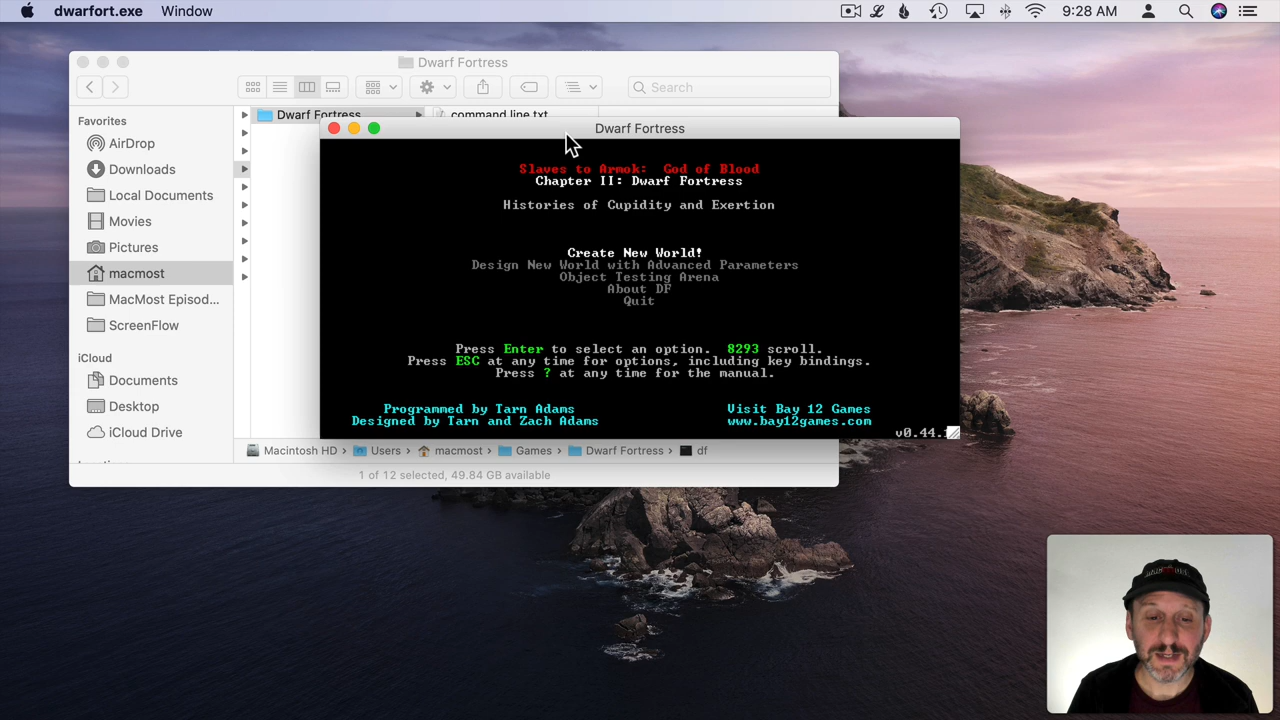 dwarfort.exe Window 9:28 AM
Dwarf Fortress
Search
Favorites
AirDrop
Downloads
Local Documents
Movies
Pictures
macmost
MacMost Episod...
ScreenFlow
iCloud
Documents
Desktop
iCloud Drive
Dwarf Fortress
command line.txt
Dwarf Fortress
Slaves to Armok: God of Blood
Chapter II: Dwarf Fortress
Histories of Cupidity and Exertion
Create New World!
Design New World with Advanced Parameters
Object Testing Arena
About DF
Quit
Press Enter to select an option. 8293 scroll.
Press ESC at any time for options, including key bindings.
Press ? at any time for the manual.
Programmed by Tarn Adams Visit Bay 12 Games
Designed by Tarn and Zach Adams www.bay12games.com
Macintosh HD › Users › macmost › Games › Dwarf Fortress › df
1 of 12 selected, 49.84 GB available